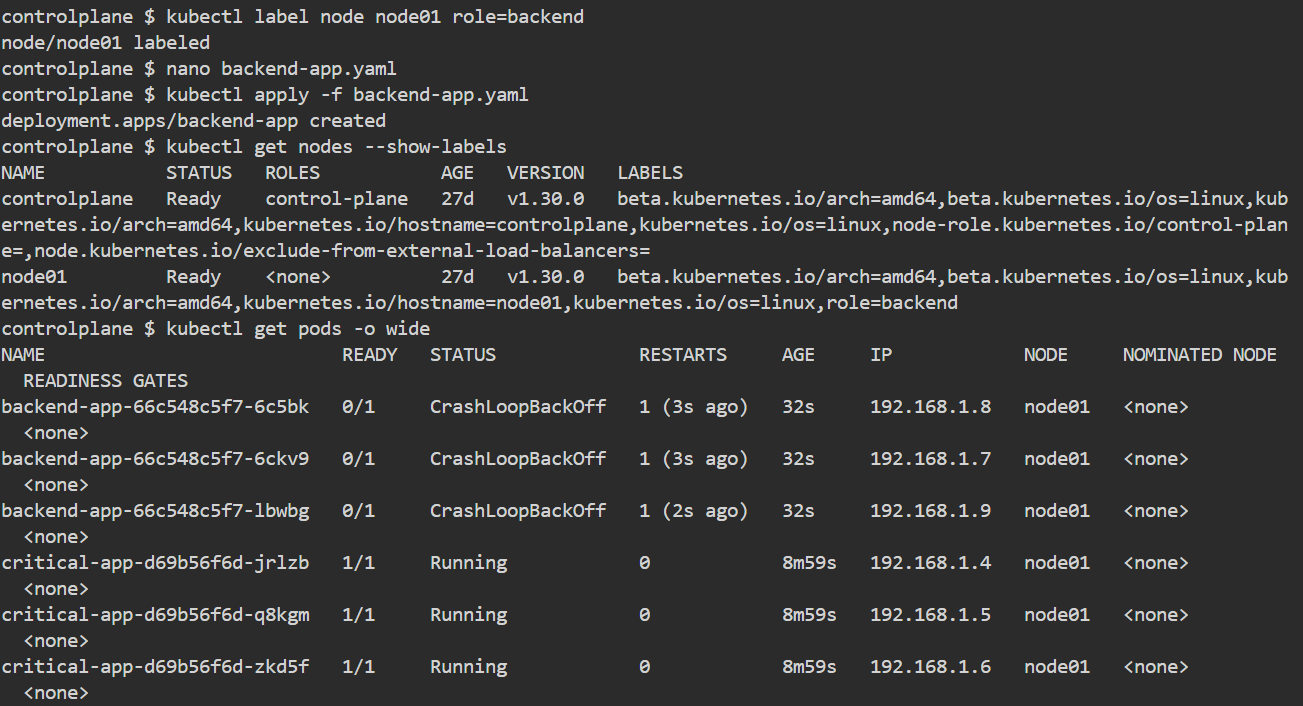 controlplane $ kubectl label node node01 role=backend
node/node01 labeled
controlplane $ nano backend-app.yaml
controlplane $ kubectl apply -f backend-app.yaml
deployment.apps/backend-app created
controlplane $ kubectl get nodes --show-labels
NAME           STATUS   ROLES           AGE   VERSION   LABELS
controlplane   Ready    control-plane   27d   v1.30.0   beta.kubernetes.io/arch=amd64,beta.kubernetes.io/os=linux,kub
ernetes.io/arch=amd64,kubernetes.io/hostname=controlplane,kubernetes.io/os=linux,node-role.kubernetes.io/control-plan
e=,node.kubernetes.io/exclude-from-external-load-balancers=
node01         Ready    <none>          27d   v1.30.0   beta.kubernetes.io/arch=amd64,beta.kubernetes.io/os=linux,kub
ernetes.io/arch=amd64,kubernetes.io/hostname=node01,kubernetes.io/os=linux,role=backend
controlplane $ kubectl get pods -o wide
NAME                           READY   STATUS             RESTARTS     AGE    IP            NODE     NOMINATED NODE
  READINESS GATES
backend-app-66c548c5f7-6c5bk   0/1     CrashLoopBackOff   1 (3s ago)   32s    192.168.1.8   node01   <none>
  <none>
backend-app-66c548c5f7-6ckv9   0/1     CrashLoopBackOff   1 (3s ago)   32s    192.168.1.7   node01   <none>
  <none>
backend-app-66c548c5f7-lbwbg   0/1     CrashLoopBackOff   1 (2s ago)   32s    192.168.1.9   node01   <none>
  <none>
critical-app-d69b56f6d-jrlzb   1/1     Running            0            8m59s  192.168.1.4   node01   <none>
  <none>
critical-app-d69b56f6d-q8kgm   1/1     Running            0            8m59s  192.168.1.5   node01   <none>
  <none>
critical-app-d69b56f6d-zkd5f   1/1     Running            0            8m59s  192.168.1.6   node01   <none>
  <none>